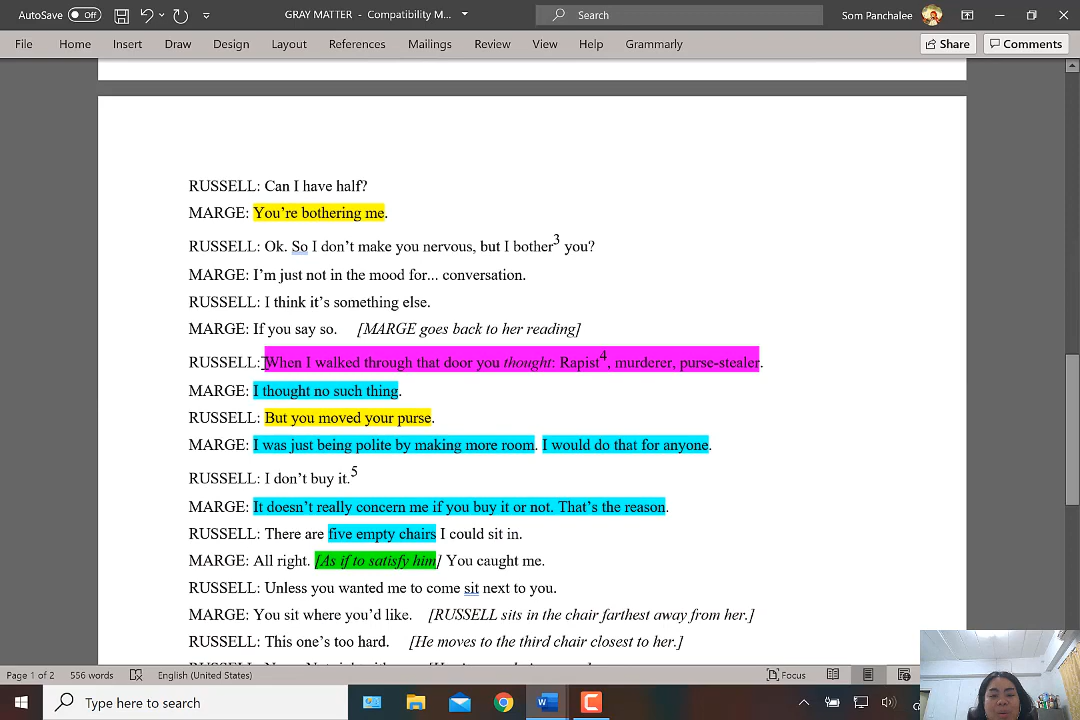 AutoSave Off GRAY MATTER - Compatibility M... Search Som Panchalee
File Home Insert Draw Design Layout References Mailings Review View Help Grammarly Share Comments
RUSSELL: Can I have half?
MARGE: You’re bothering me.
RUSSELL: Ok. So I don’t make you nervous, but I bother3 you?
MARGE: I’m just not in the mood for... conversation.
RUSSELL: I think it’s something else.
MARGE: If you say so. [MARGE goes back to her reading]
RUSSELL: When I walked through that door you thought: Rapist4, murderer, purse-stealer.
MARGE: I thought no such thing.
RUSSELL: But you moved your purse.
MARGE: I was just being polite by making more room. I would do that for anyone.
RUSSELL: I don’t buy it.5
MARGE: It doesn’t really concern me if you buy it or not. That’s the reason.
RUSSELL: There are five empty chairs I could sit in.
MARGE: All right. [As if to satisfy him] You caught me.
RUSSELL: Unless you wanted me to come sit next to you.
MARGE: You sit where you’d like. [RUSSELL sits in the chair farthest away from her.]
RUSSELL: This one’s too hard. [He moves to the third chair closest to her.]
Page 1 of 2 556 words English (United States) Focus
Type here to search